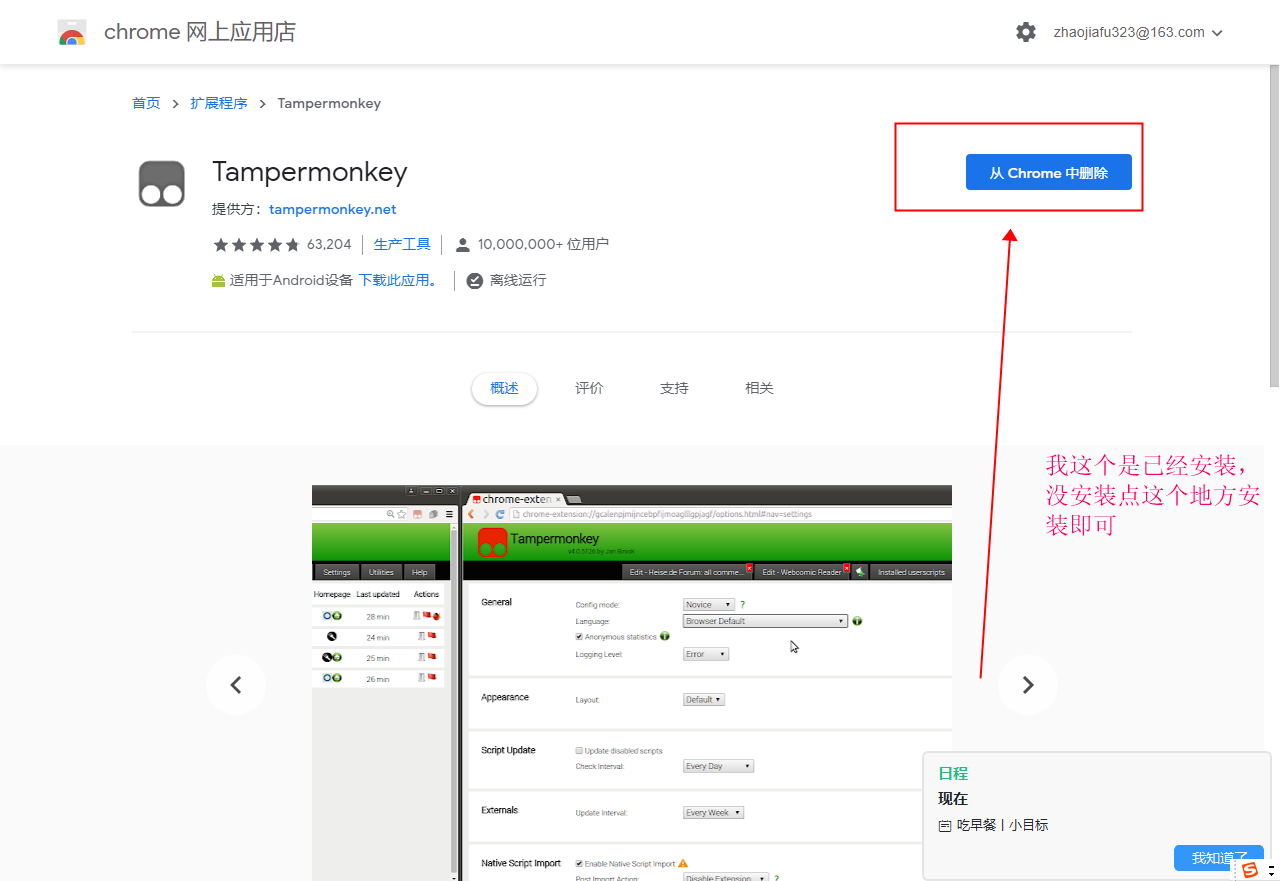 chrome 网上应用店
zhaojiafu323@163.com
首页 > 扩展程序 > Tampermonkey
Tampermonkey
从 Chrome 中删除
提供方：tampermonkey.net
63,204 生产工具 10,000,000+ 位用户
适用于Android设备 下载此应用。 离线运行
概述 评价 支持 相关
我这个是已经安装，
没安装点这个地方安
装即可
chrome-exten
chrome-extension://gcalenpjmijncebpfijmoaglllgpjagf/options.html#nav=settings
Tampermonkey
v4.0.5126 by Jan Biniok
Settings Utilities Help
Edit - Heise.de Forum: all comme... Edit - Webcomic Reader Installed userscripts
Homepage Last updated Actions
28 min
24 min
25 min
26 min
General
Config mode: Novice ?
Language: Browser Default
Anonymous statistics
Logging Level: Error
Appearance
Layout: Default
Script Update
Update disabled scripts
Check Interval: Every Day
Externals
Update Interval: Every Week
Native Script Import
Enable Native Script Import
Post Import Action: Disable Extension ?
日程
现在
吃早餐丨小目标
我知道了